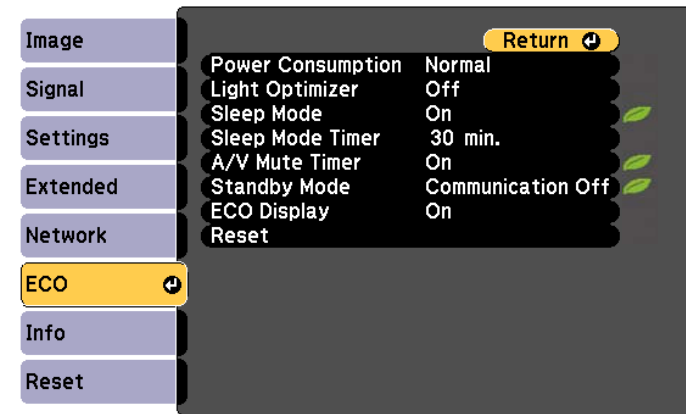 Image
Signal
Settings
Extended
Network
ECO
Info
Reset
Return
Power Consumption Normal
Light Optimizer Off
Sleep Mode On
Sleep Mode Timer 30 min.
A/V Mute Timer On
Standby Mode Communication Off
ECO Display On
Reset